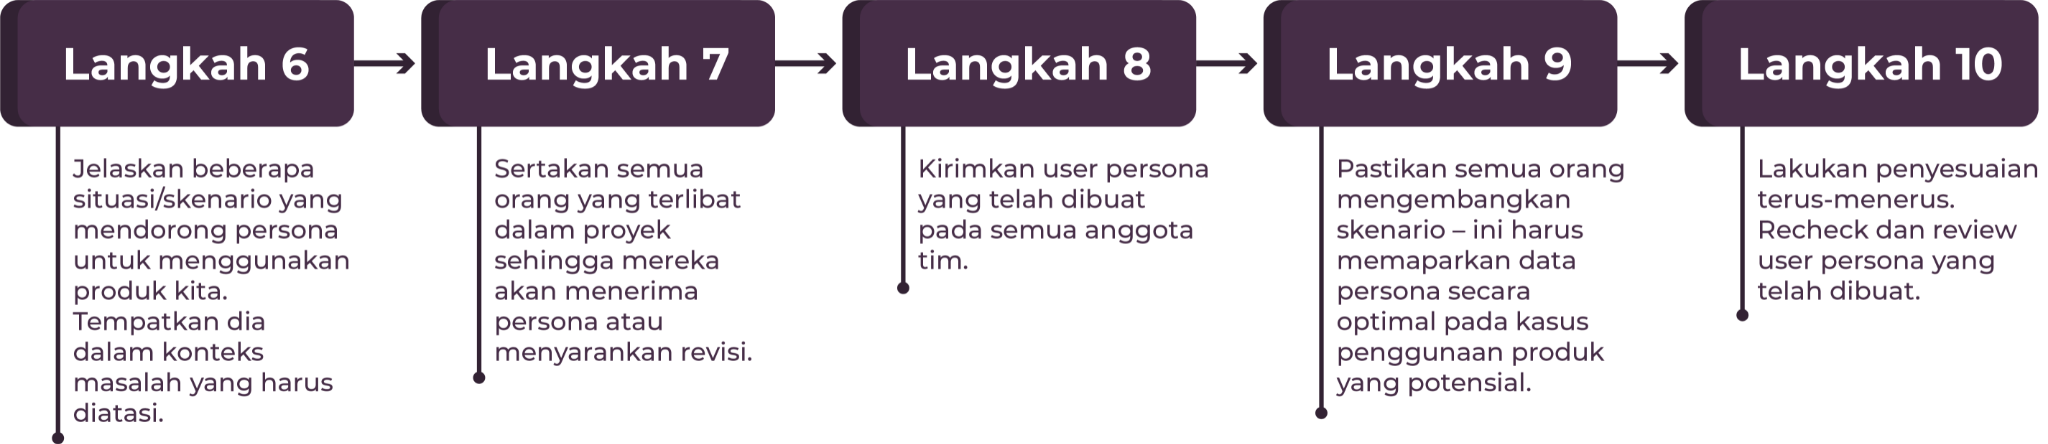 Langkah 6
Jelaskan beberapa
situasi/skenario yang
mendorong persona
untuk menggunakan
produk kita.
Tempatkan dia
dalam konteks
masalah yang harus
diatasi.
Langkah 7
Sertakan semua
orang yang terlibat
dalam proyek
sehingga mereka
akan menerima
persona atau
menyarankan revisi.
Langkah 8
Kirimkan user persona
yang telah dibuat
pada semua anggota
tim.
Langkah 9
Pastikan semua orang
mengembangkan
skenario – ini harus
memaparkan data
persona secara
optimal pada kasus
penggunaan produk
yang potensial.
Langkah 10
Lakukan penyesuaian
terus-menerus.
Recheck dan review
user persona yang
telah dibuat.